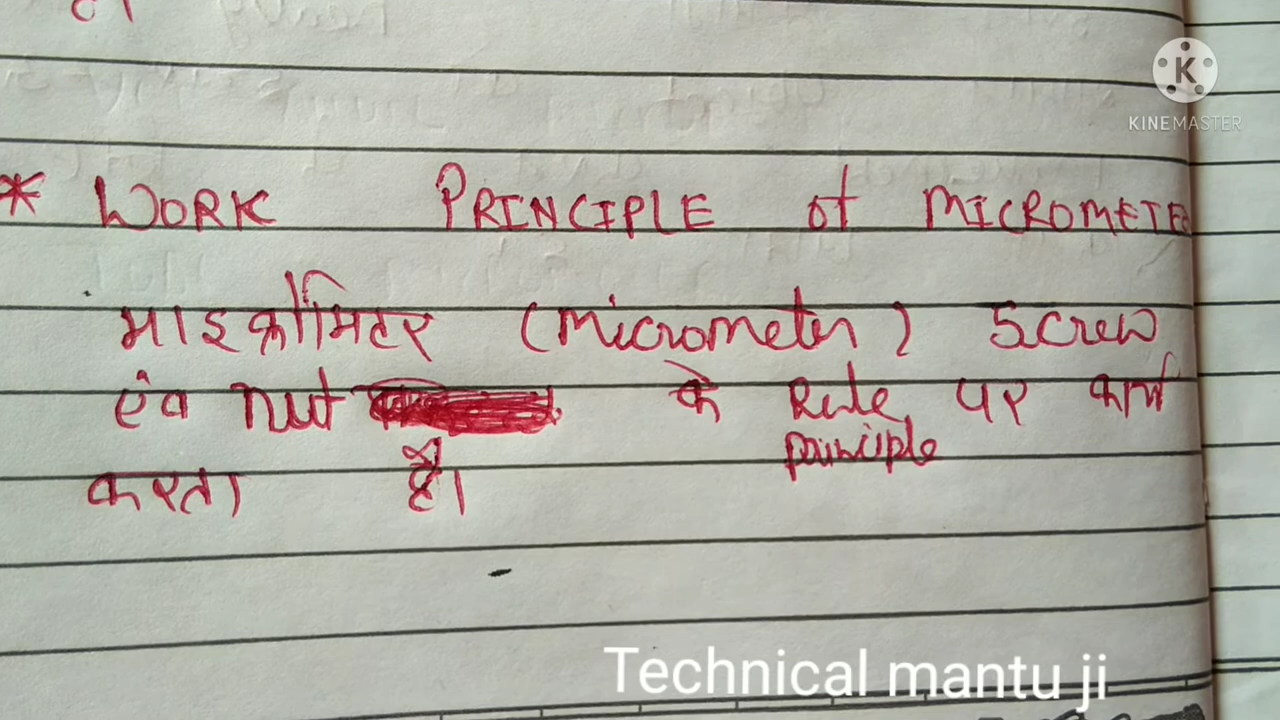 है।
K
KINEMASTER
* WORK PRINCIPLE of MICROMETER
माइक्रोमिटर (Micrometer) Screw
एंव nut के Rule पर कार्य
principle
करता है।
Technical mantu ji